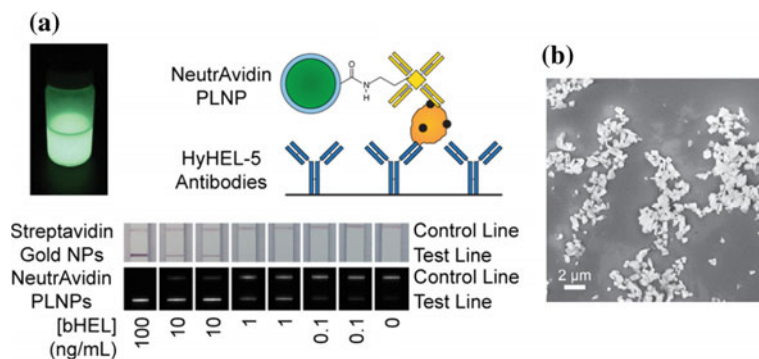 (a)
NeutrAvidin
PLNP
O
N
H
HyHEL-5
Antibodies
Streptavidin
Gold NPs
Control Line
Test Line
NeutrAvidin
PLNPs
Control Line
Test Line
[bHEL]
(ng/mL)
100
10
10
1
1
0.1
0.1
0
(b)
2 µm